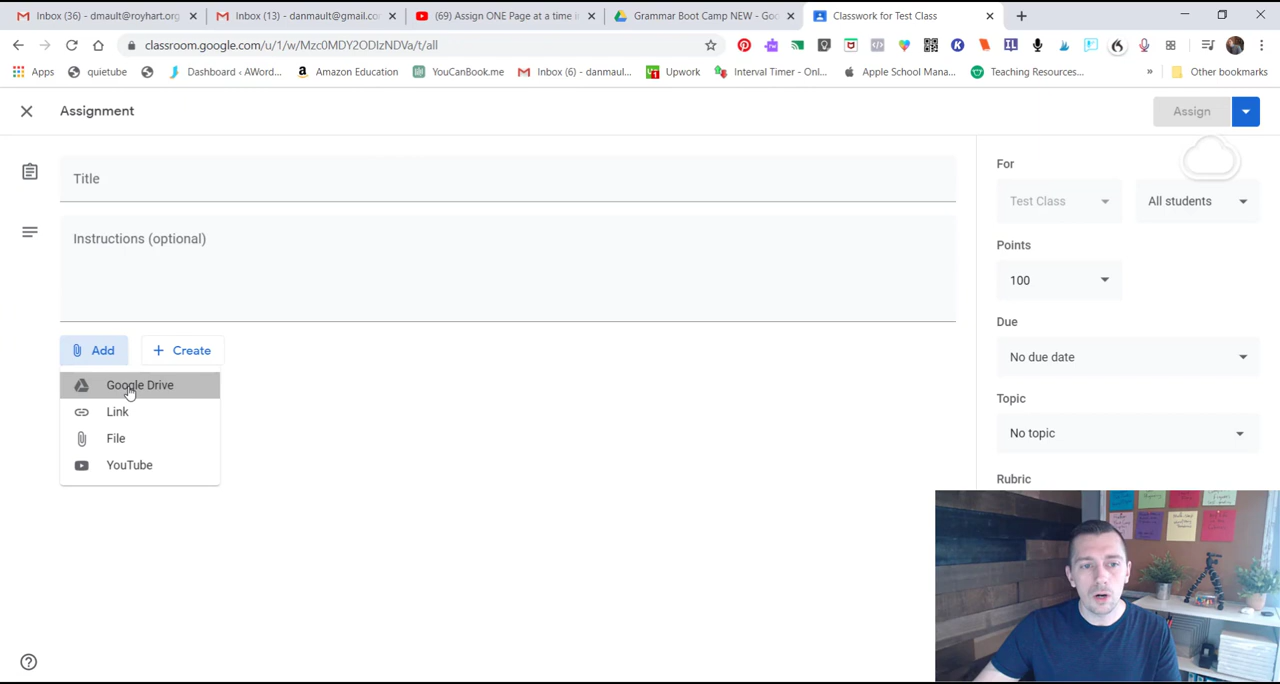 Inbox (36) - dmault@royhart.org
Inbox (13) - danmault@gmail.co
(69) Assign ONE Page at a time i
Grammar Boot Camp NEW - Goo
Classwork for Test Class
classroom.google.com/u/1/w/Mzc0MDY2ODIzNDVa/t/all
Apps
quietube
Dashboard ‹ AWord...
Amazon Education
YouCanBook.me
Inbox (6) - danmaul...
Upwork
Interval Timer - Onl...
Apple School Mana...
Teaching Resources...
»
Other bookmarks
Assignment
Assign
Title
Instructions (optional)
Add
+ Create
Google Drive
Link
File
YouTube
For
Test Class
All students
Points
100
Due
No due date
Topic
No topic
Rubric